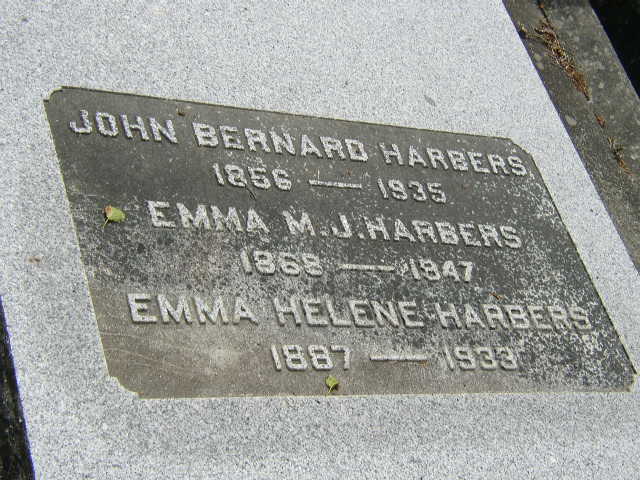 JOHN BERNARD HARBERS
1856 — 1935
EMMA M.J. HARBERS
1868 — 1947
EMMA HELENE HARBERS
1887 — 1933